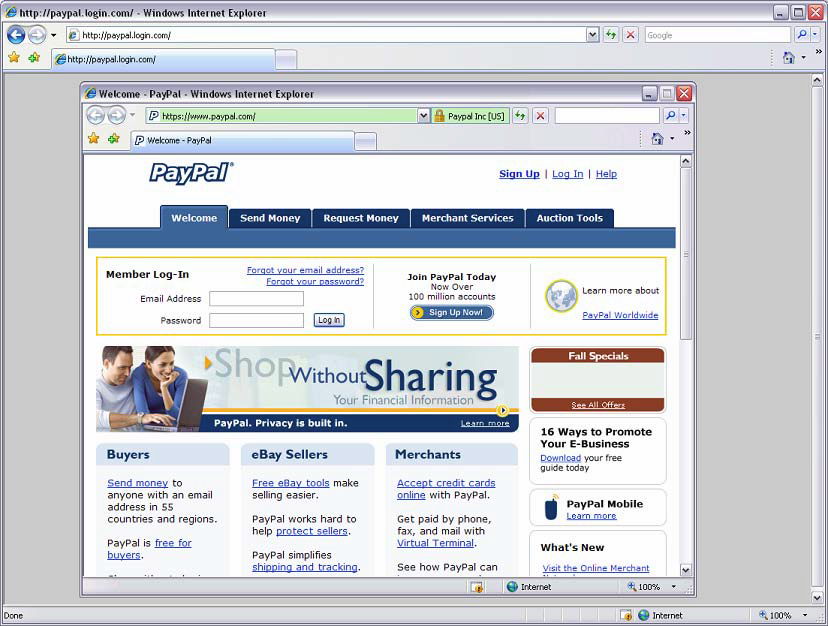 http://paypal.login.com/ - Windows Internet Explorer
http://paypal.login.com/
Google
http://paypal.login.com/
Welcome - PayPal - Windows Internet Explorer
https://www.paypal.com/
PayPal Inc [US]
Welcome - PayPal
PayPal®
Sign Up | Log In | Help
Welcome
Send Money
Request Money
Merchant Services
Auction Tools
Member Log-In
Forgot your email address?
Forgot your password?
Email Address
Password
Log In
Join PayPal Today
Now Over
100 million accounts
Sign Up Now!
Learn more about
PayPal Worldwide
Shop Without Sharing
Your Financial Information
PayPal. Privacy is built in.
Learn more
Fall Specials
See All Offers
16 Ways to Promote
Your E-Business
Download your free
guide today
PayPal Mobile
Learn more
What's New
Visit the Online Merchant
Buyers
Send money to
anyone with an email
address in 55
countries and regions.
PayPal is free for
buyers.
eBay Sellers
Free eBay tools make
selling easier.
PayPal works hard to
help protect sellers.
PayPal simplifies
shipping and tracking.
Merchants
Accept credit cards
online with PayPal.
Get paid by phone,
fax, and mail with
Virtual Terminal.
See how PayPal can
Internet
100%
Done
Internet
100%